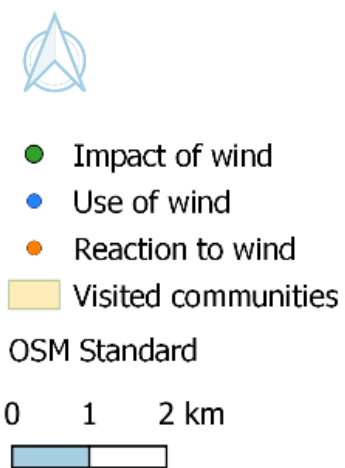 Impact of wind
Use of wind
Reaction to wind
Visited communities
OSM Standard
0 1 2 km